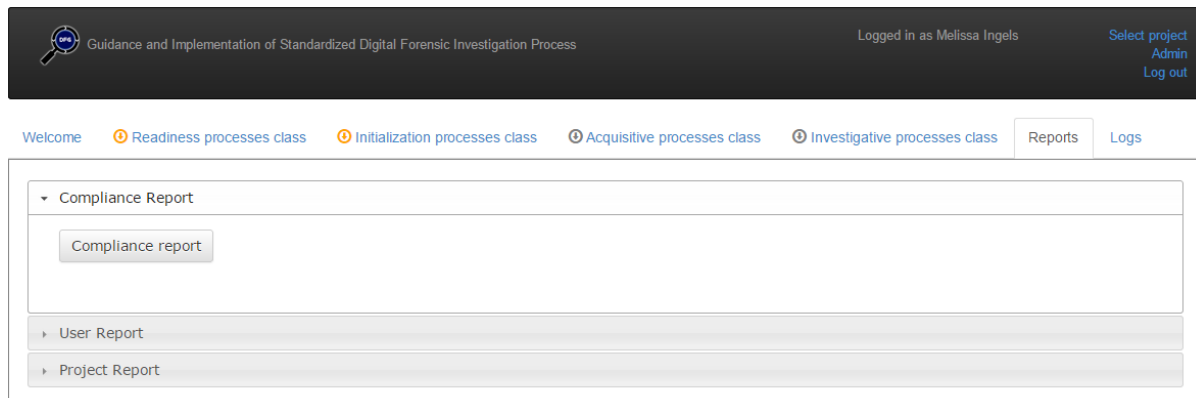 DFG
Guidance and Implementation of Standardized Digital Forensic Investigation Process
Logged in as Melissa Ingels
Select project
Admin
Log out
Welcome Readiness processes class Initialization processes class Acquisitive processes class Investigative processes class Reports Logs
Compliance Report
Compliance report
User Report
Project Report